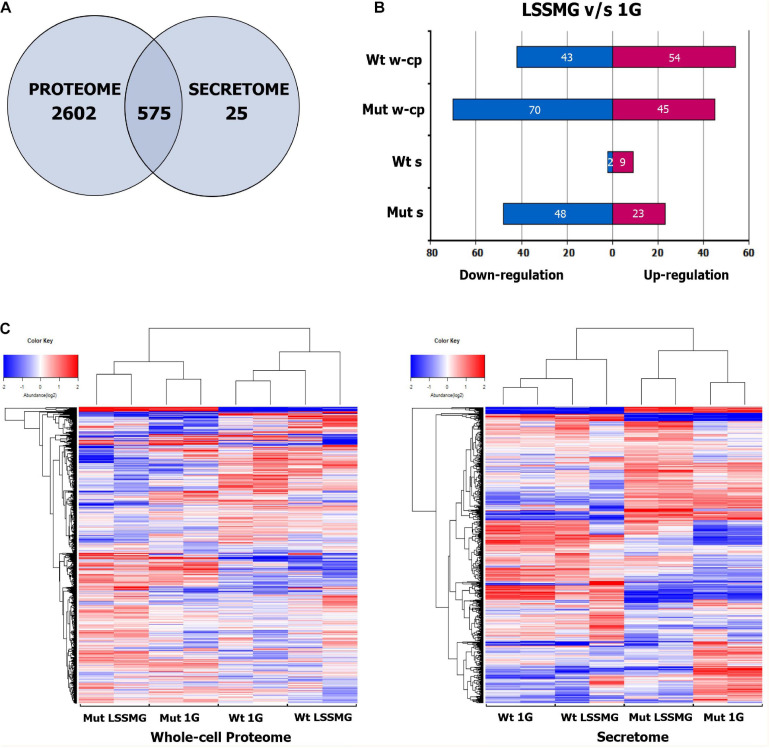 A
PROTEOME
2602
575
SECRETOME
25
B
LSSMG v/s 1G
Wt w-cp
43
54
Mut w-cp
70
45
Wt s
2
9
Mut s
48
23
80
60
40
20
0
20
40
60
Down-regulation
Up-regulation
C
Color Key
-2
-1
0
1
2
Abundance(log2)
Color Key
-2
-1
0
1
2
Abundance(log2)
Mut LSSMG
Mut 1G
Wt 1G
Wt LSSMG
Whole-cell Proteome
Wt 1G
Wt LSSMG
Mut LSSMG
Mut 1G
Secretome